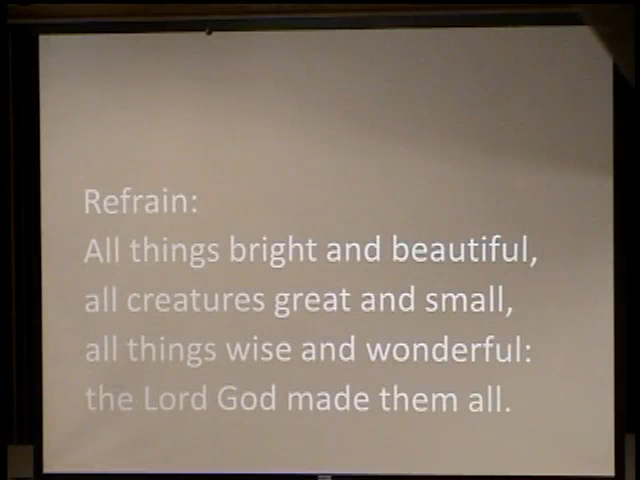 Refrain:
All things bright and beautiful,
all creatures great and small,
all things wise and wonderful:
the Lord God made them all.